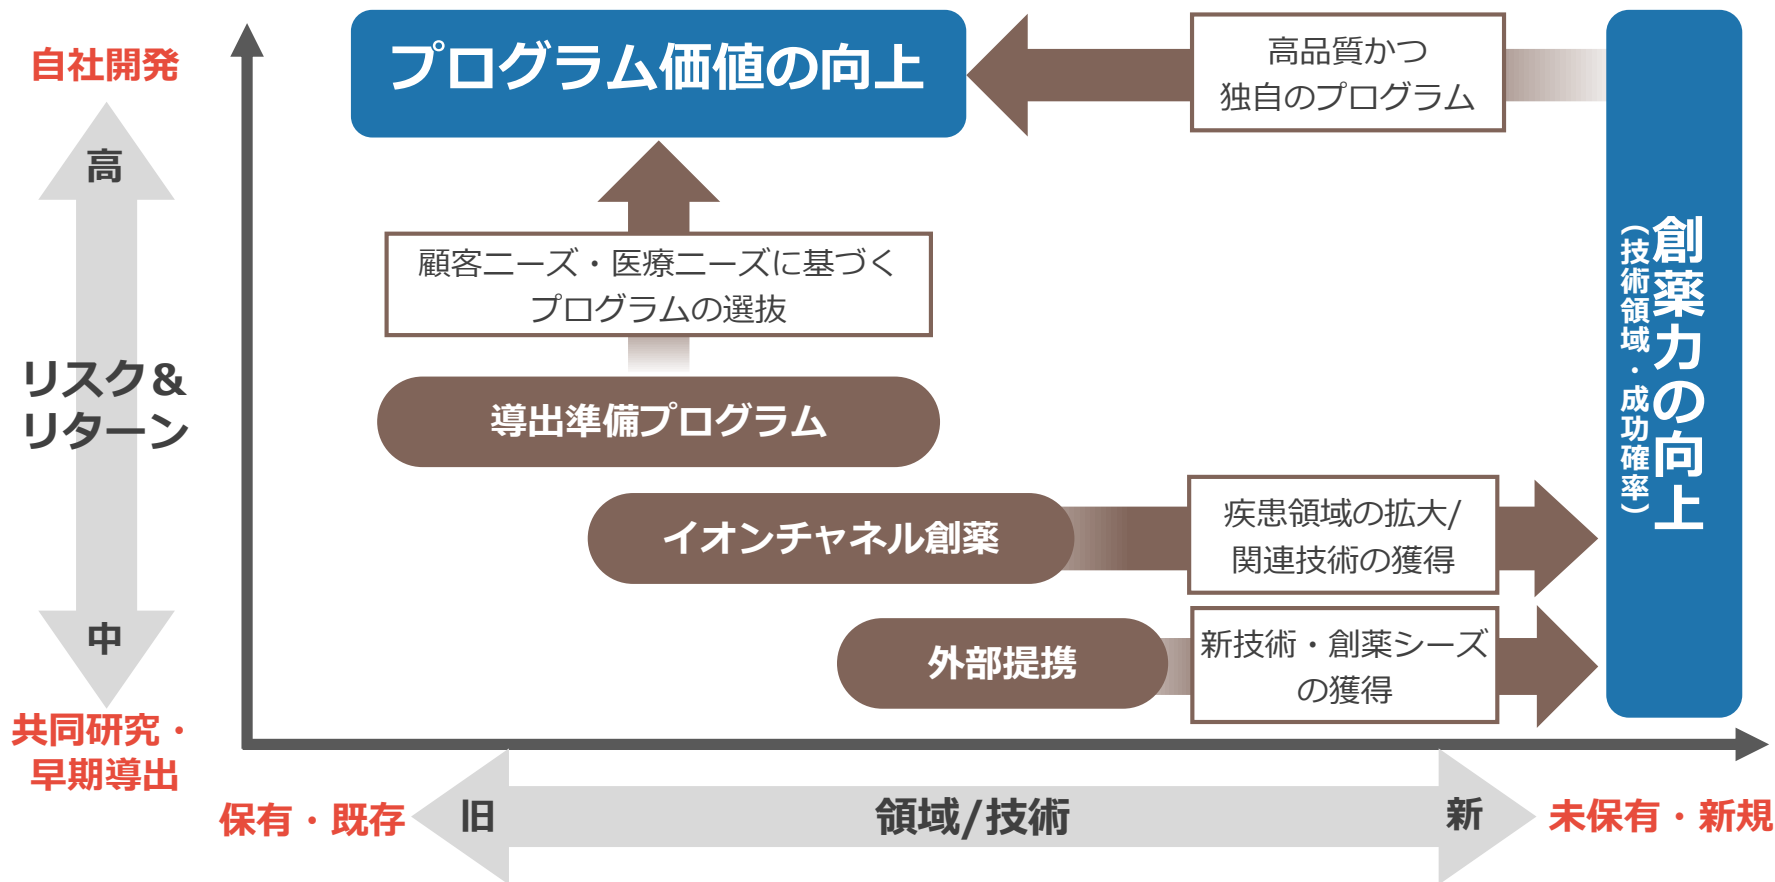 自社開発
高
リスク＆
リターン
中
共同研究・
早期導出
プログラム価値の向上
高品質かつ
独自のプログラム
顧客ニーズ・医療ニーズに基づく
プログラムの選抜
導出準備プログラム
イオンチャネル創薬
疾患領域の拡大/
関連技術の獲得
外部提携
新技術・創薬シーズ
の獲得
創薬力の向上
（技術領域・成功確率）
保有・既存
旧
領域/技術
新
未保有・新規